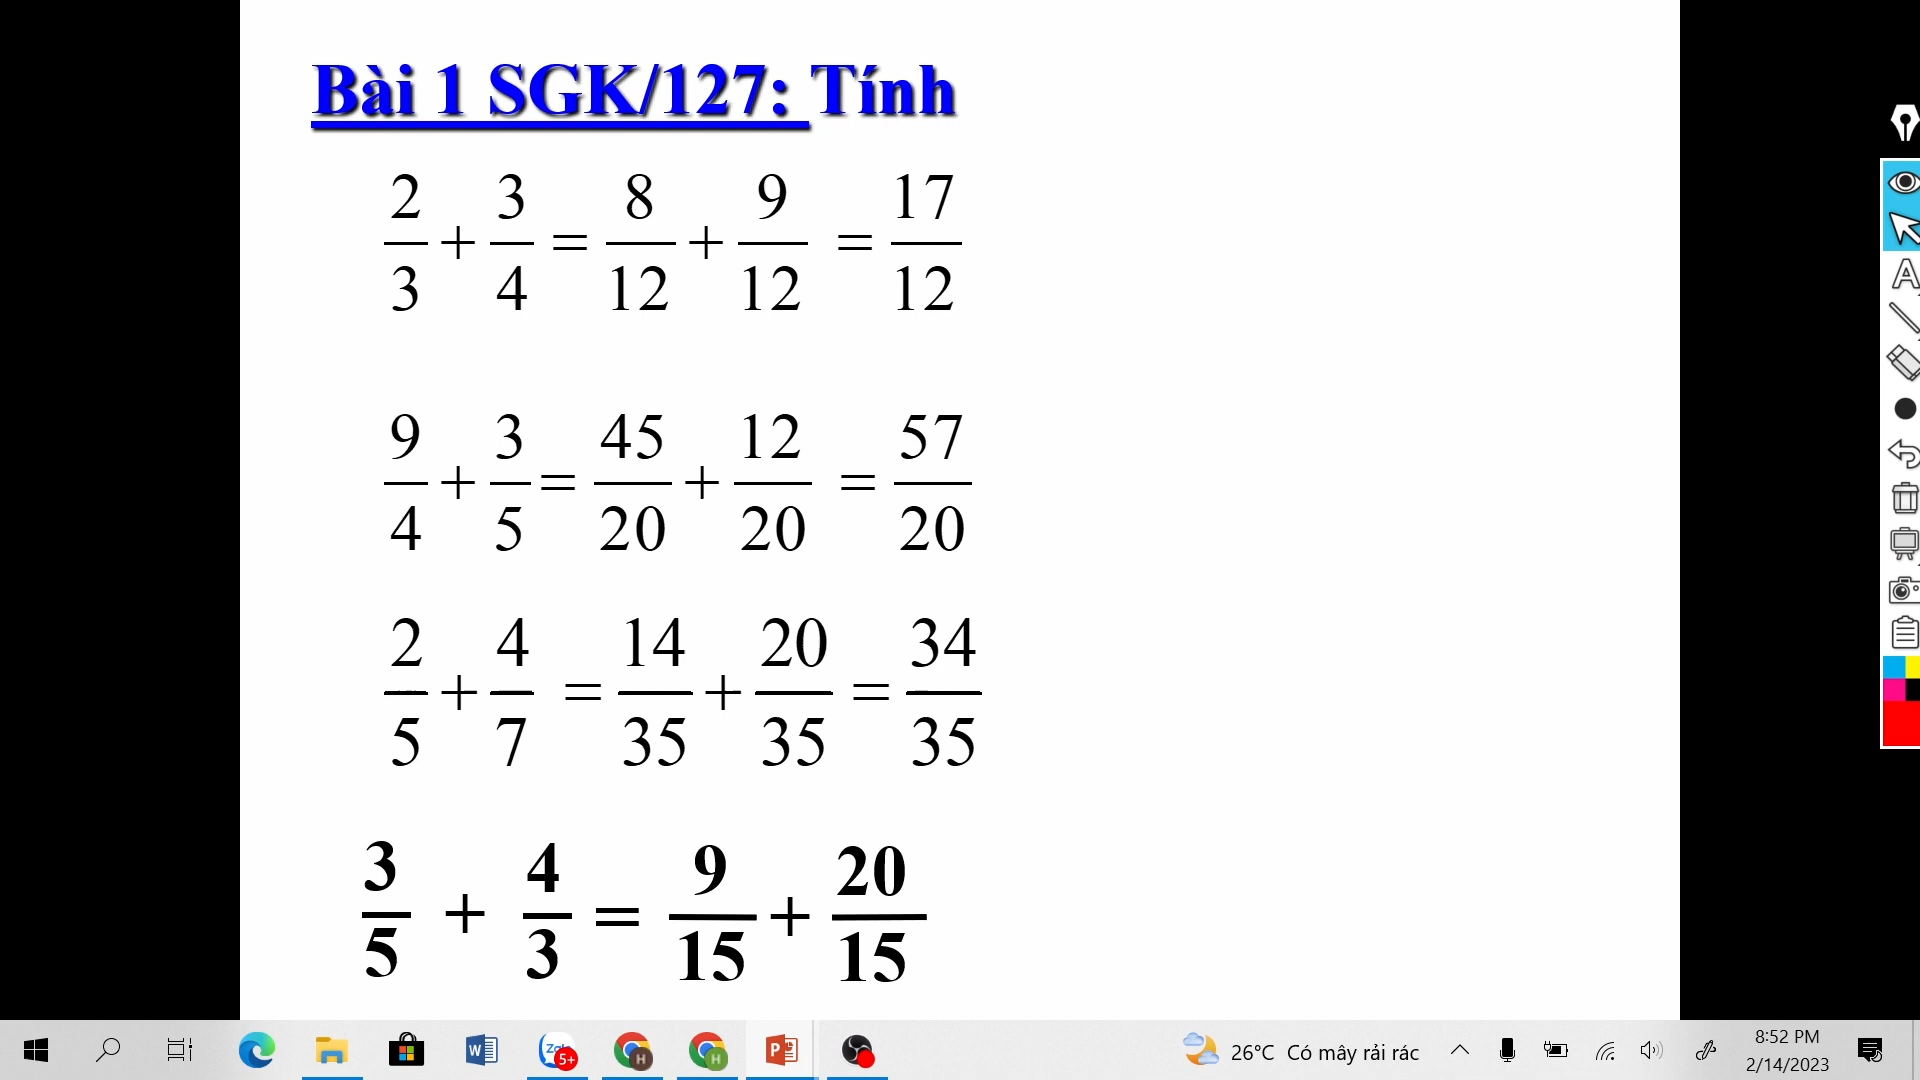 Bài 1 SGK/127: Tính
2/3 + 3/4 = 8/12 + 9/12 = 17/12
9/4 + 3/5 = 45/20 + 12/20 = 57/20
2/5 + 4/7 = 14/35 + 20/35 = 34/35
3/5 + 4/3 = 9/15 + 20/15
A
Zalo 5+
H
H
26°C Có mây rải rác
8:52 PM
2/14/2023